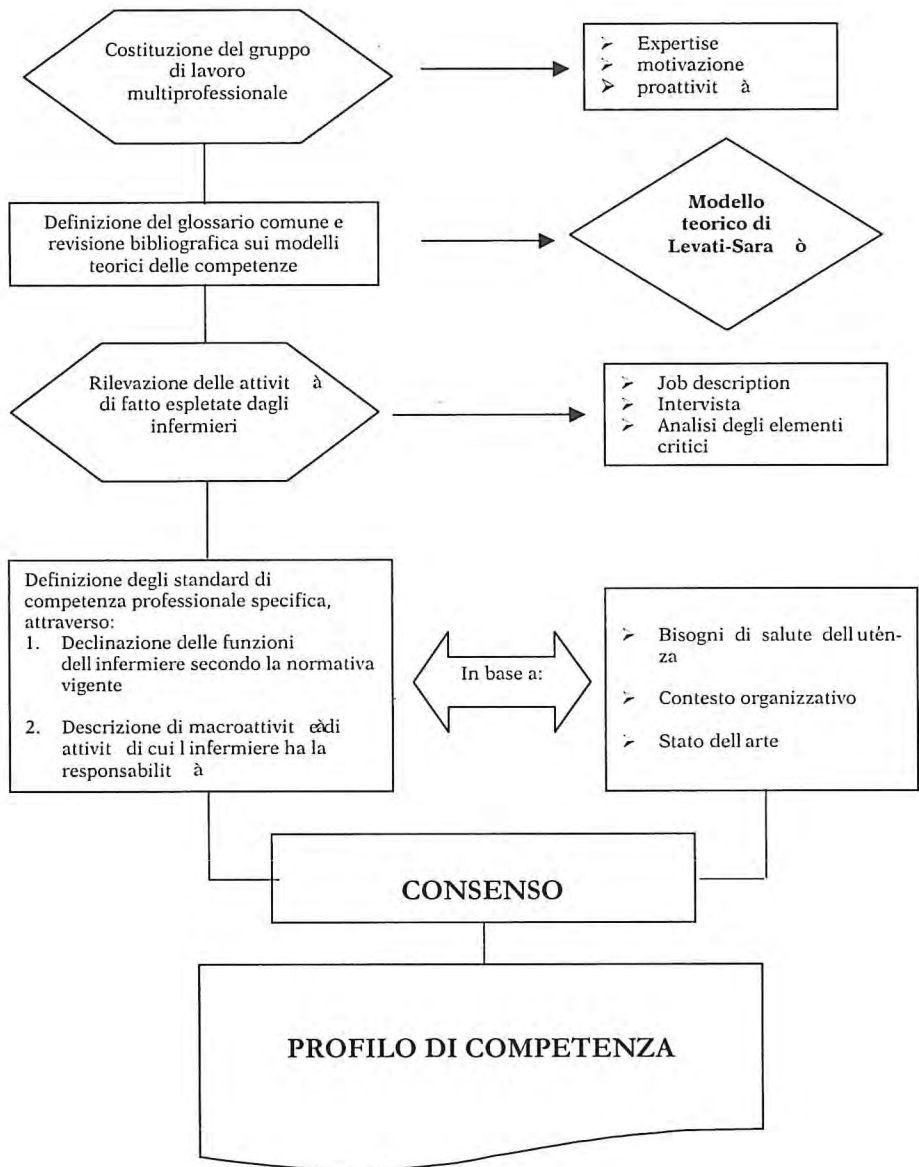 Costituzione del gruppo
di lavoro
multiprofessionale
➢ Expertise
➢ motivazione
➢ proattivit à
Definizione del glossario comune e
revisione bibliografica sui modelli
teorici delle competenze
Modello
teorico di
Levati-Sara ò
Rilevazione delle attivit à
di fatto espletate dagli
infermieri
➢ Job description
➢ Intervista
➢ Analisi degli elementi
critici
Definizione degli standard di
competenza professionale specifica,
attraverso:
1. Declinazione delle funzioni
dell infermiere secondo la normativa
vigente
2. Descrizione di macroattivit eàdi
attivit di cui l infermiere ha la
responsabilit à
In base a:
➢ Bisogni di salute dell uten-
za
➢ Contesto organizzativo
➢ Stato dell arte
CONSENSO
PROFILO DI COMPETENZA